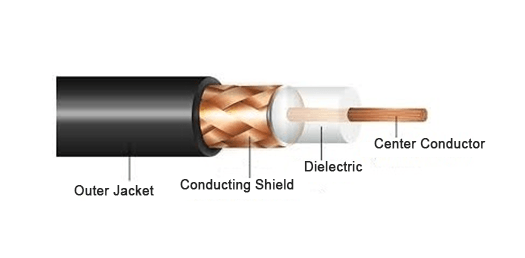 Center Conductor
Dielectric
Conducting Shield
Outer Jacket